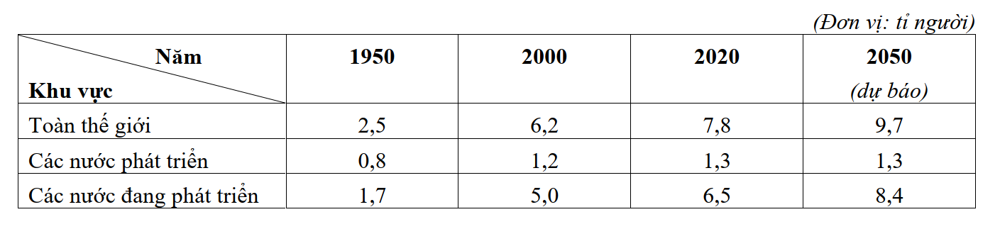 (Đơn vị: tỉ người)
Năm 1950 2000 2020 2050
Khu vực (dự báo)
Toàn thế giới 2,5 6,2 7,8 9,7
Các nước phát triển 0,8 1,2 1,3 1,3
Các nước đang phát triển 1,7 5,0 6,5 8,4